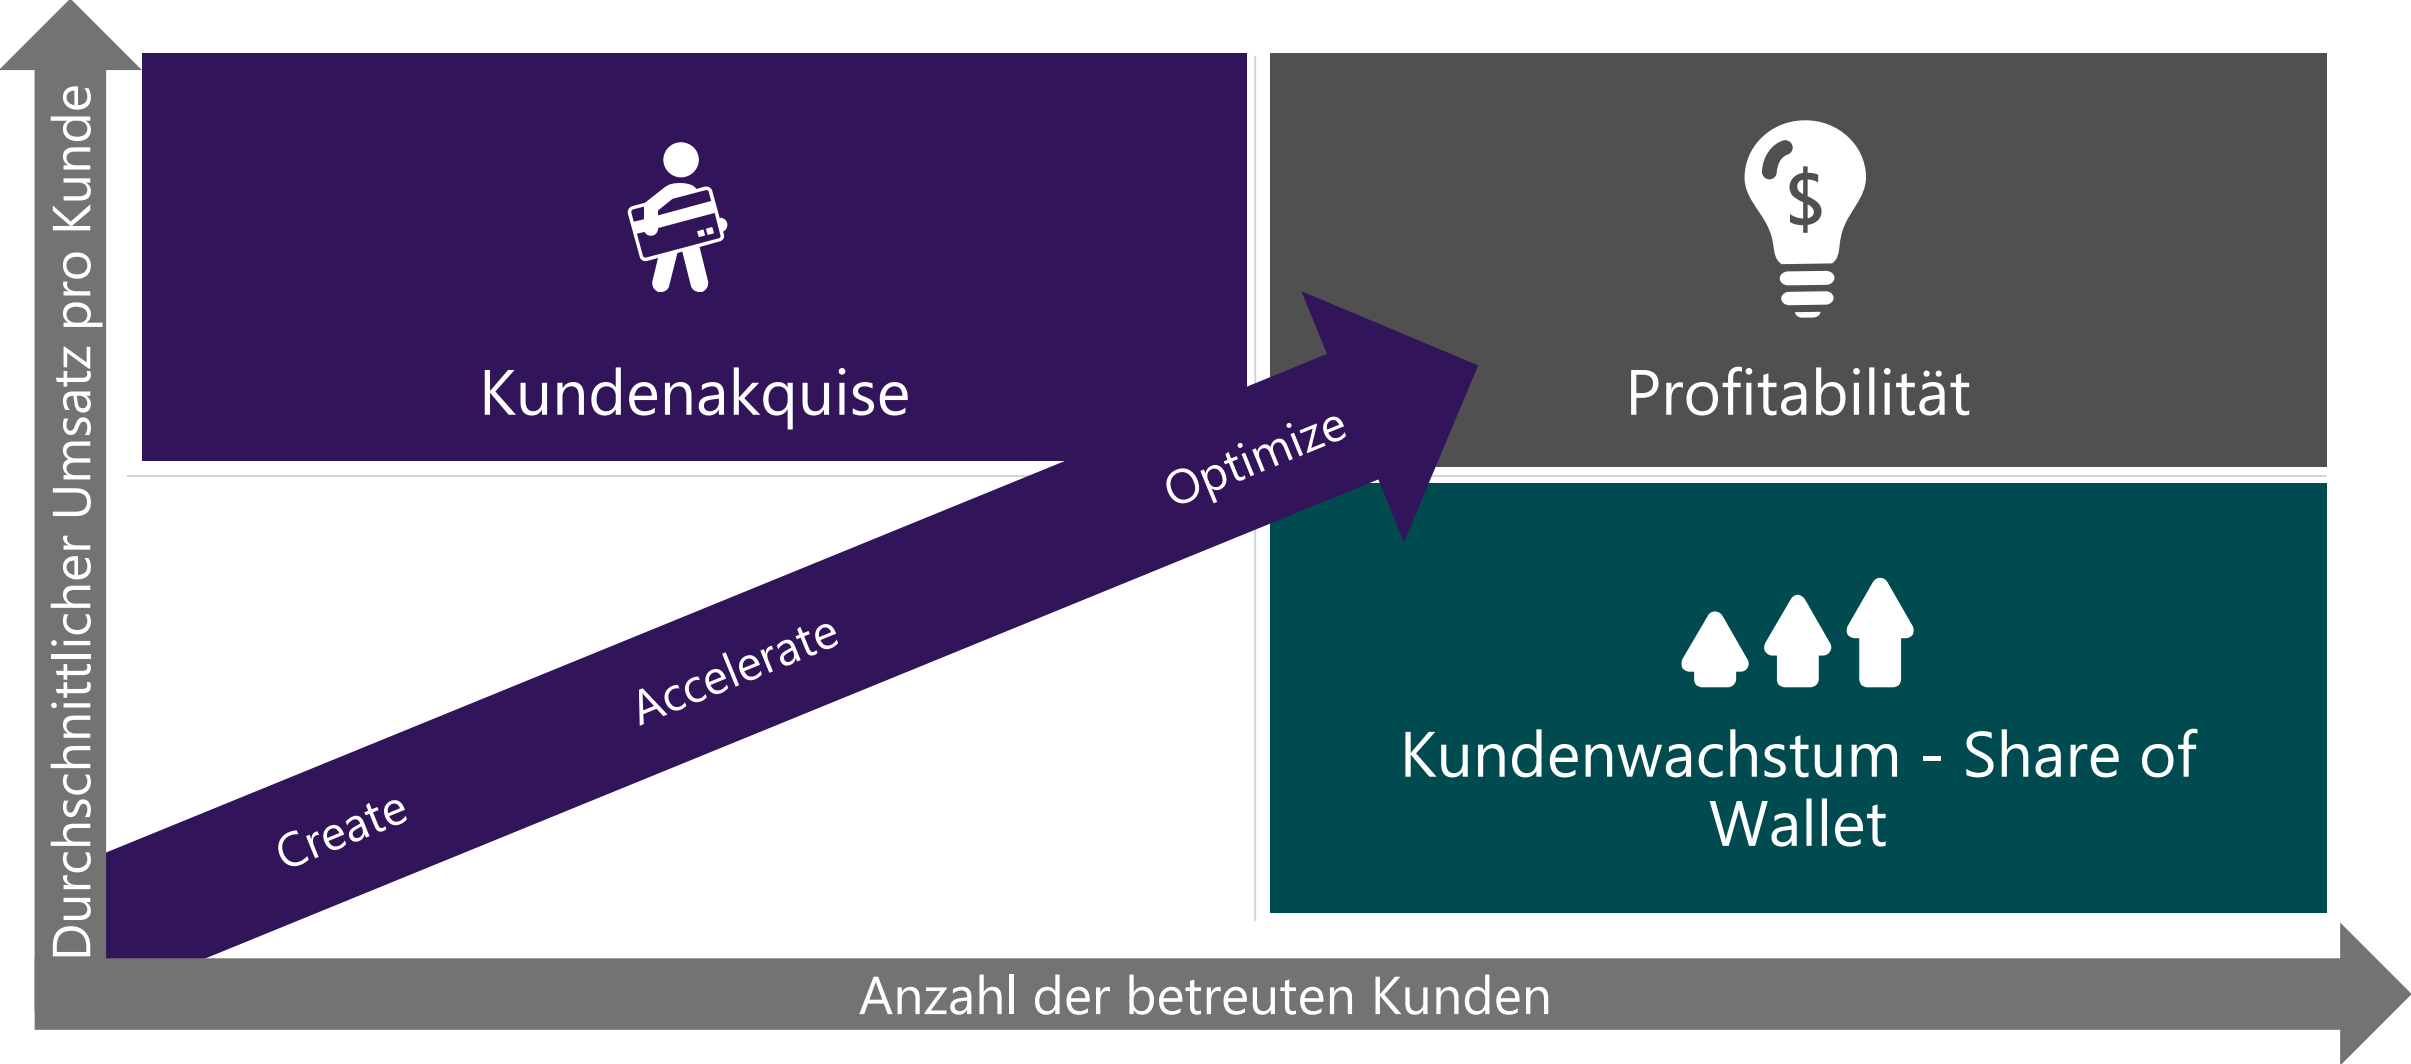 Durchschnittlicher Umsatz pro Kunde
Kundenakquise
$
Profitabilität
Optimize
Accelerate
Create
Kundenwachstum - Share of
Wallet
Anzahl der betreuten Kunden